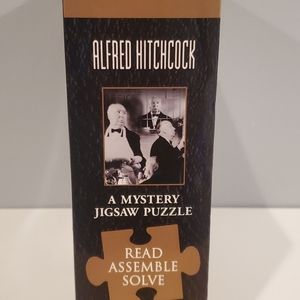 ALFRED HITCHCOCK
A MYSTERY
JIGSAW PUZZLE
READ
ASSEMBLE
SOLVE